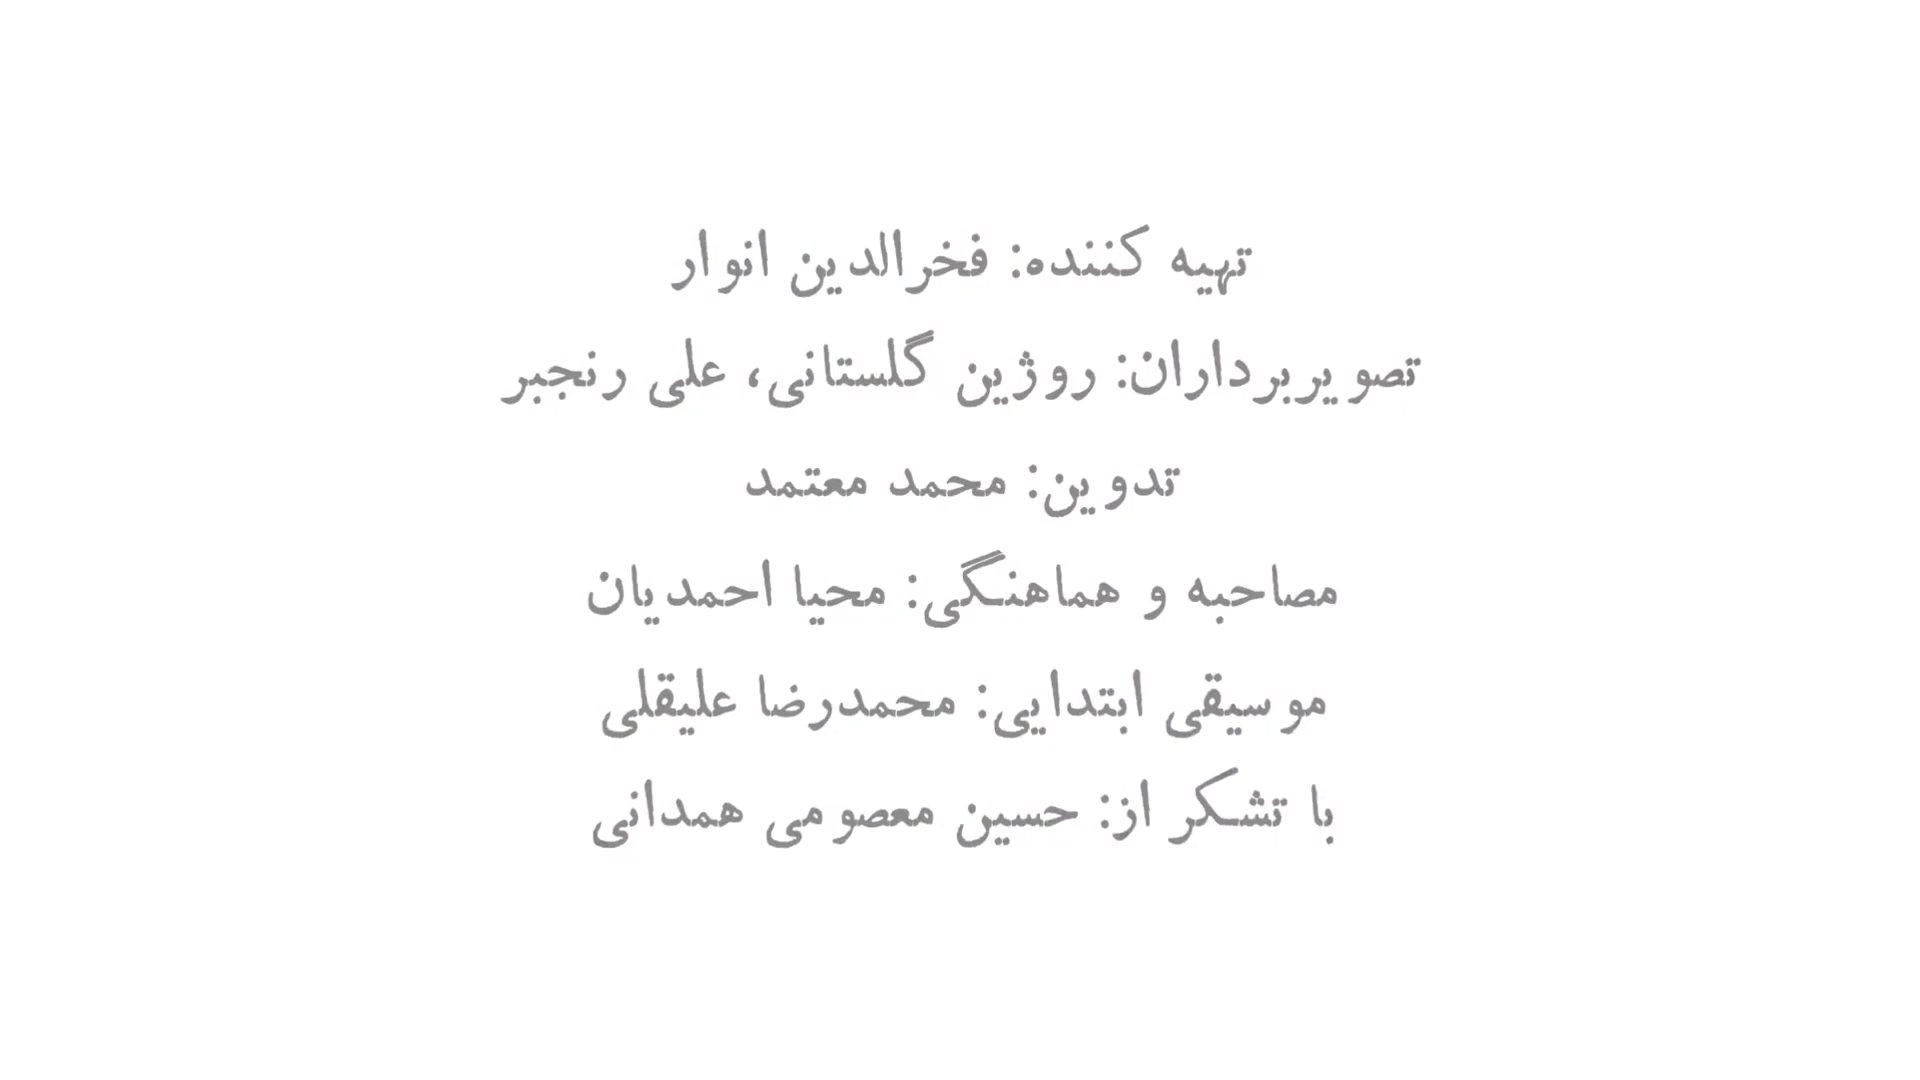 تهیه کننده: فخرالدین انوار
تصویربرداران: روژین گلستانی، علی رنجبر
تدوین: محمد معتمد
مصاحبه و هماهنگی: محیا احمدیان
موسیقی ابتدایی: محمدرضا علیقلی
با تشکر از: حسین معصومی همدانی